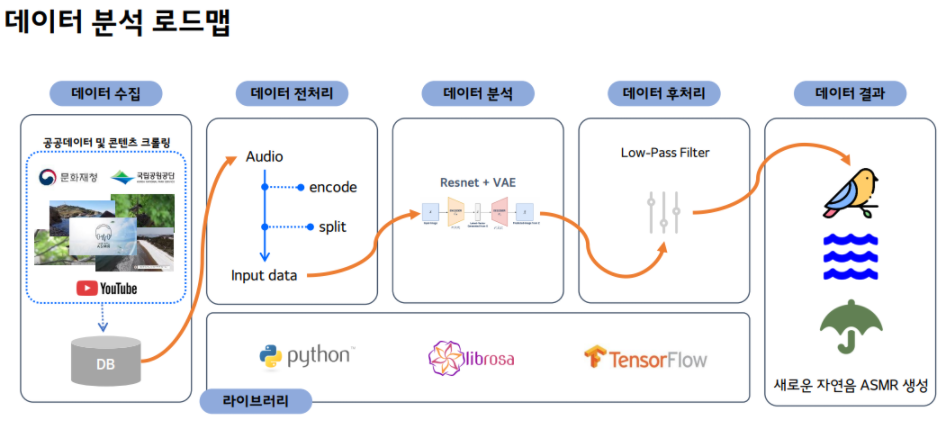 데이터 분석 로드맵
데이터 수집
데이터 전처리
데이터 분석
데이터 후처리
데이터 결과
공공데이터 및 콘텐츠 크롤링
문화재청
국립공원공단
ASMR
YouTube
DB
Audio
encode
split
Input data
Resnet + VAE
Low-Pass Filter
python™
librosa
TensorFlow
라이브러리
새로운 자연음 ASMR 생성